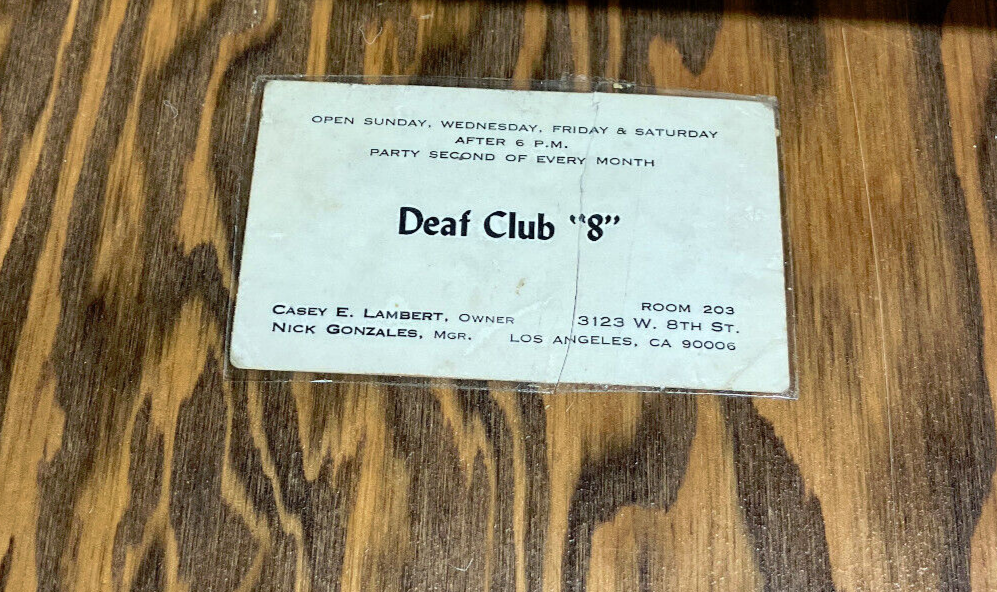 OPEN SUNDAY, WEDNESDAY, FRIDAY & SATURDAY
AFTER 6 P.M.
PARTY SECOND OF EVERY MONTH
Deaf Club "8"
CASEY E. LAMBERT, OWNER
NICK GONZALES, MGR.
ROOM 203
3123 W. 8TH ST.
LOS ANGELES, CA 90006